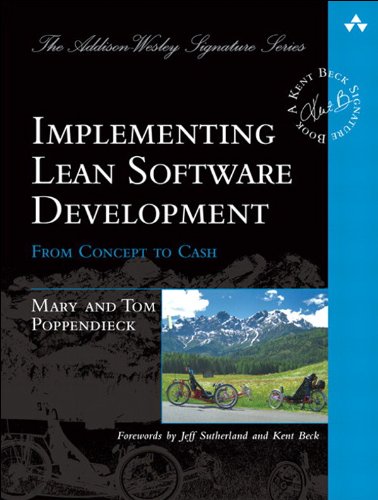 The Addison-Wesley Signature Series
A KENT BECK SIGNATURE BOOK
Kent B
IMPLEMENTING
LEAN SOFTWARE
DEVELOPMENT
FROM CONCEPT TO CASH
MARY AND TOM
POPPENDIECK
Forewords by Jeff Sutherland and Kent Beck